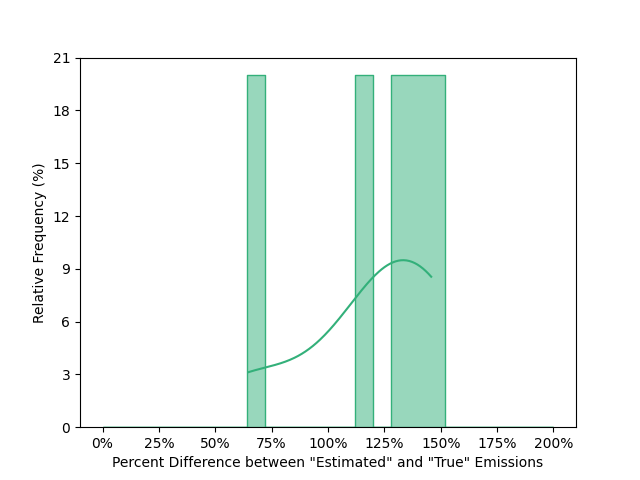 21
18
15
12
9
6
3
0
Relative Frequency (%)
0% 25% 50% 75% 100% 125% 150% 175% 200%
Percent Difference between "Estimated" and "True" Emissions